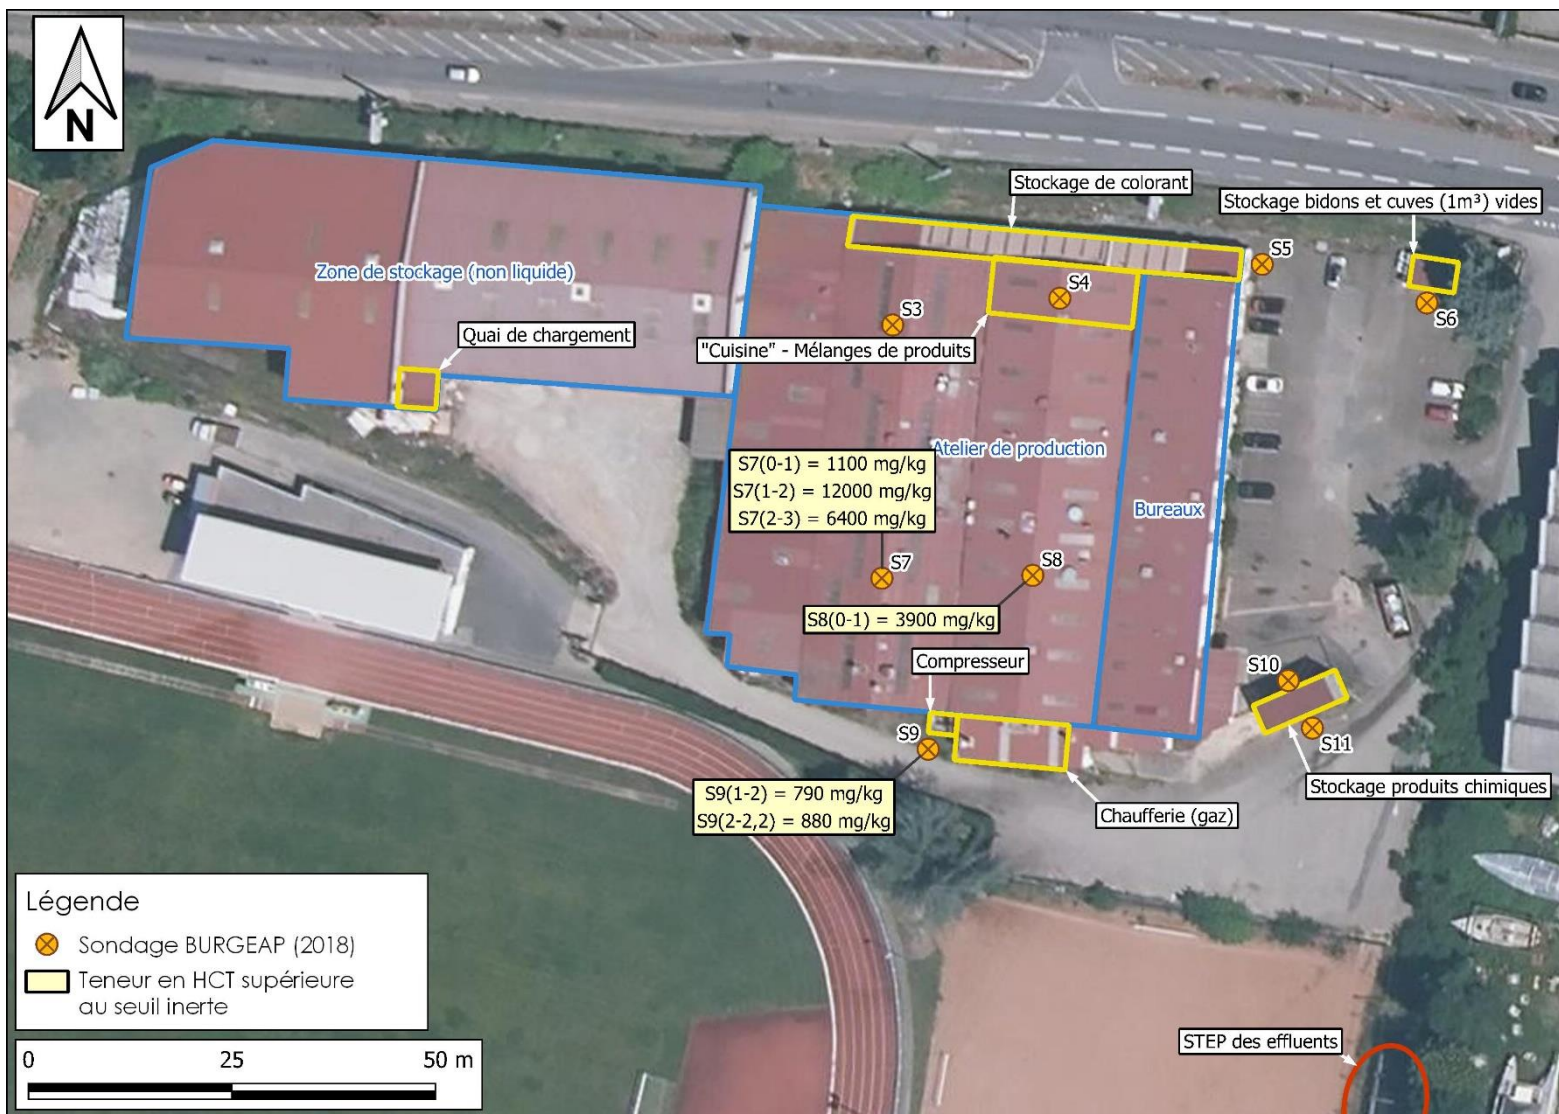 N
Stockage de colorant
Stockage bidons et cuves (1m³) vides
S5
Zone de stockage (non liquide)
S4
S6
S3
Quai de chargement
"Cuisine" - Mélanges de produits
Atelier de production
S7(0-1) = 1100 mg/kg
S7(1-2) = 12000 mg/kg
S7(2-3) = 6400 mg/kg
Bureaux
S7
S8
S8(0-1) = 3900 mg/kg
Compresseur
S10
S9
S11
Stockage produits chimiques
S9(1-2) = 790 mg/kg
S9(2-2,2) = 880 mg/kg
Chaufferie (gaz)
Légende
Sondage BURGEAP (2018)
Teneur en HCT supérieure
au seuil inerte
STEP des effluents
0 25 50 m